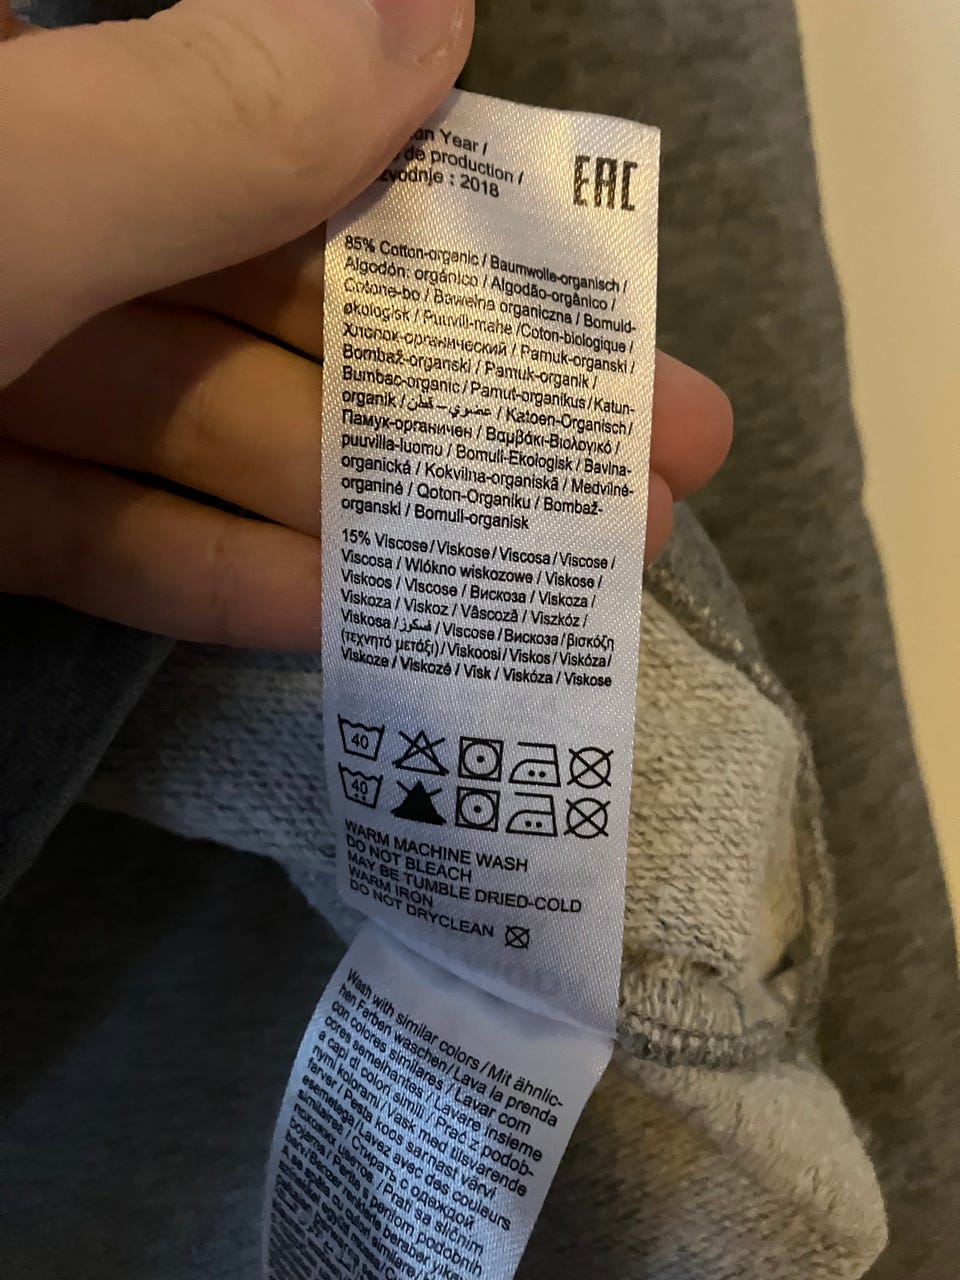 on Year /
de production /
zvodnje : 2018
EAC
85% Cotton-organic / Baumwolle-organisch /
Algodón: orgánico / Algodão-orgânico /
Cotone-bo / Bawełna organiczna / Bomuld-
økologisk / Puuvill-mahe /Coton-biologique /
Хлопок-органический / Pamuk-organski /
Bombaž-organski / Pamuk-organik /
Bumbac-organic / Pamut-organikus / Katun-
organik / عضوي – قطن / Katoen-Organisch /
Памук-органичен / Βαμβάκι-Βιολογικό /
puuvilla-luomu / Bomull-Ekologisk / Bavlna-
organická / Kokvilna-organiskā / Medvilnė-
organinė / Qoton-Organiku / Bombaž-
organski / Bomull-organisk
15% Viscose / Viskose / Viscosa / Viscose /
Viscosa / Włókno wiskozowe / Viskose /
Viskoos / Viscose / Вискоза / Viskoza /
Viskoza / Viskoz / Vâscoză / Viszkóz /
Viskosa / فسكوز / Viscose / Вискоза / βισκόζη
(τεχνητό μετάξι) / Viskoosi / Viskos / Viskóza/
Viskoze / Viskozė / Visk / Viskóza / Viskose
40
40
WARM MACHINE WASH
DO NOT BLEACH
MAY BE TUMBLE DRIED-COLD
WARM IRON
DO NOT DRYCLEAN
Wash with similar colors / Mit ähnlic-
hen Farben waschen / Lava la prenda
con colores similares / Lavar com
cores semelhantes / Lavare insieme
a capi di colori simili / Prać z podob-
nymi kolorami / Vask med tilsvarende
farver / Pesta koos sarnast värvi
esemetega / Lavez avec des couleurs
similaires / Стирать с одеждой
похожих цветов. / Prati sa sličnim